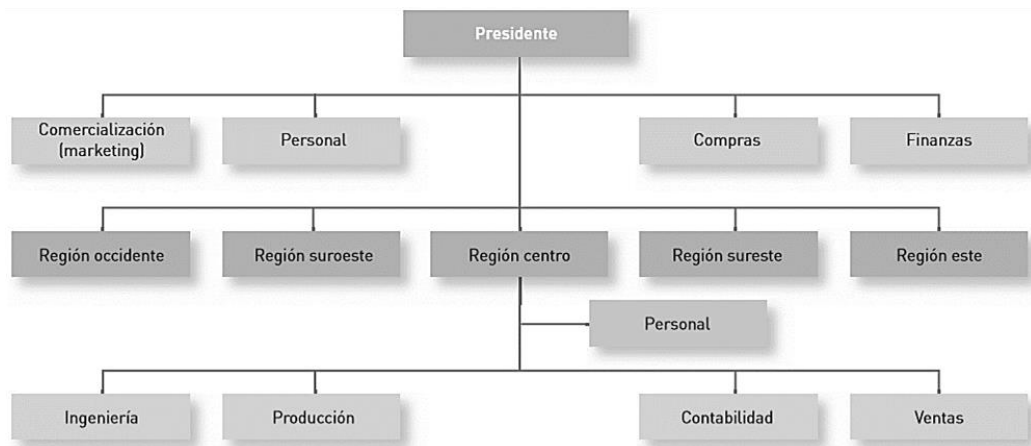 Presidente
Comercialización
(marketing)
Personal
Compras
Finanzas
Región occidente
Región suroeste
Región centro
Región sureste
Región este
Personal
Ingeniería
Producción
Contabilidad
Ventas